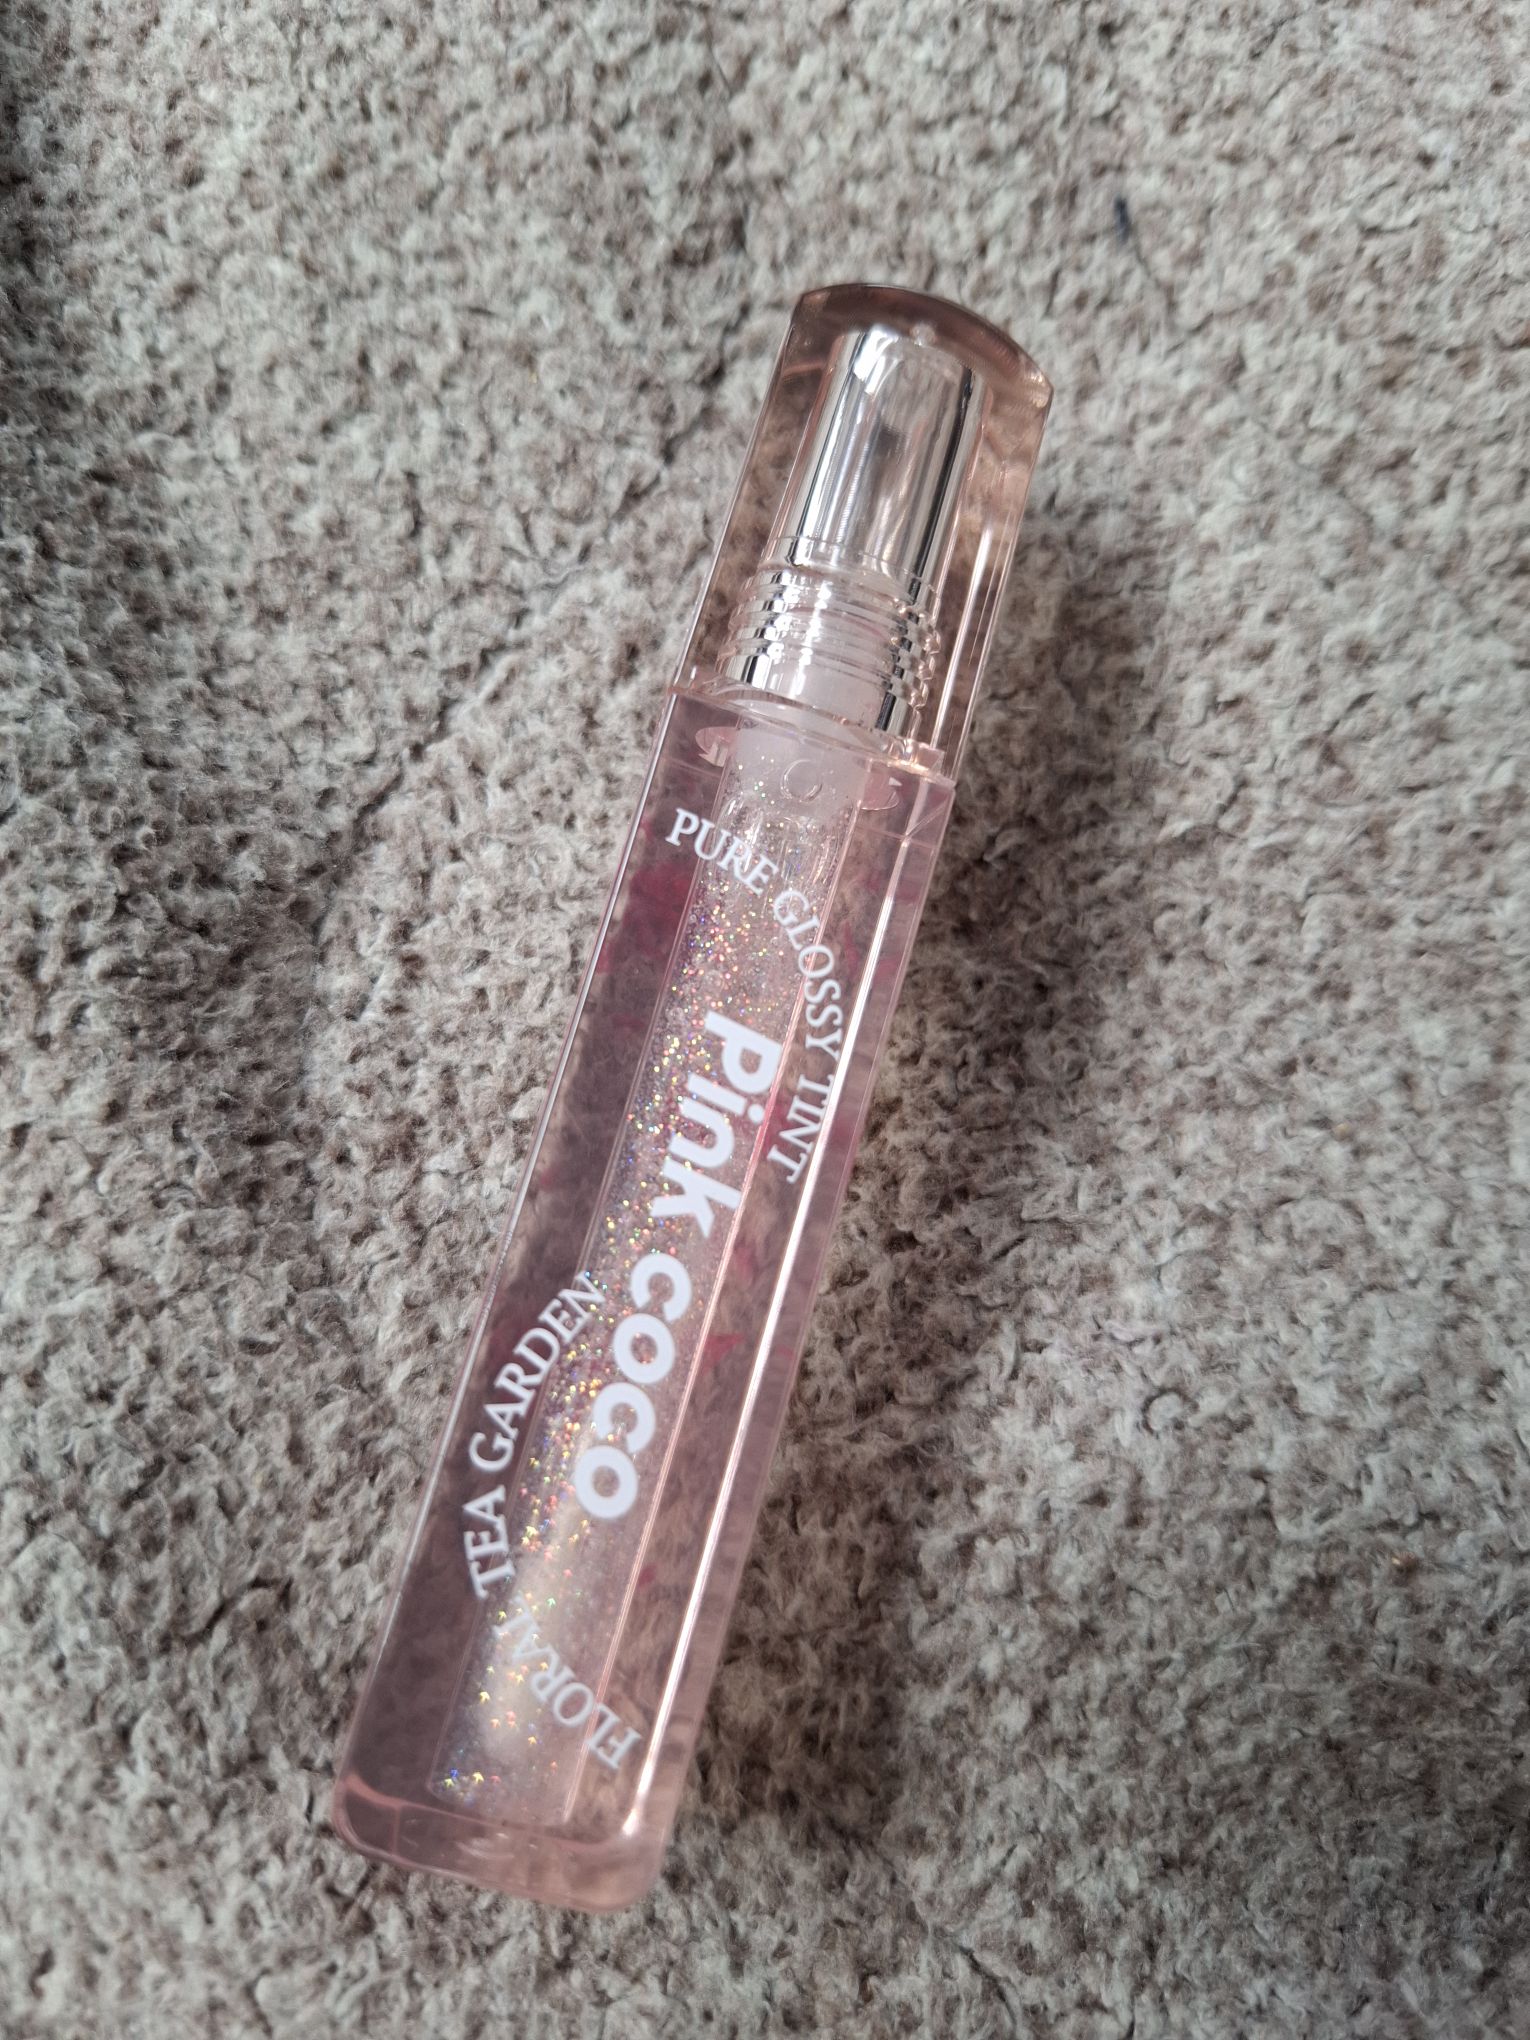 PURE GLOSSY TINT
Pink coco
FLORAL TEA GARDEN